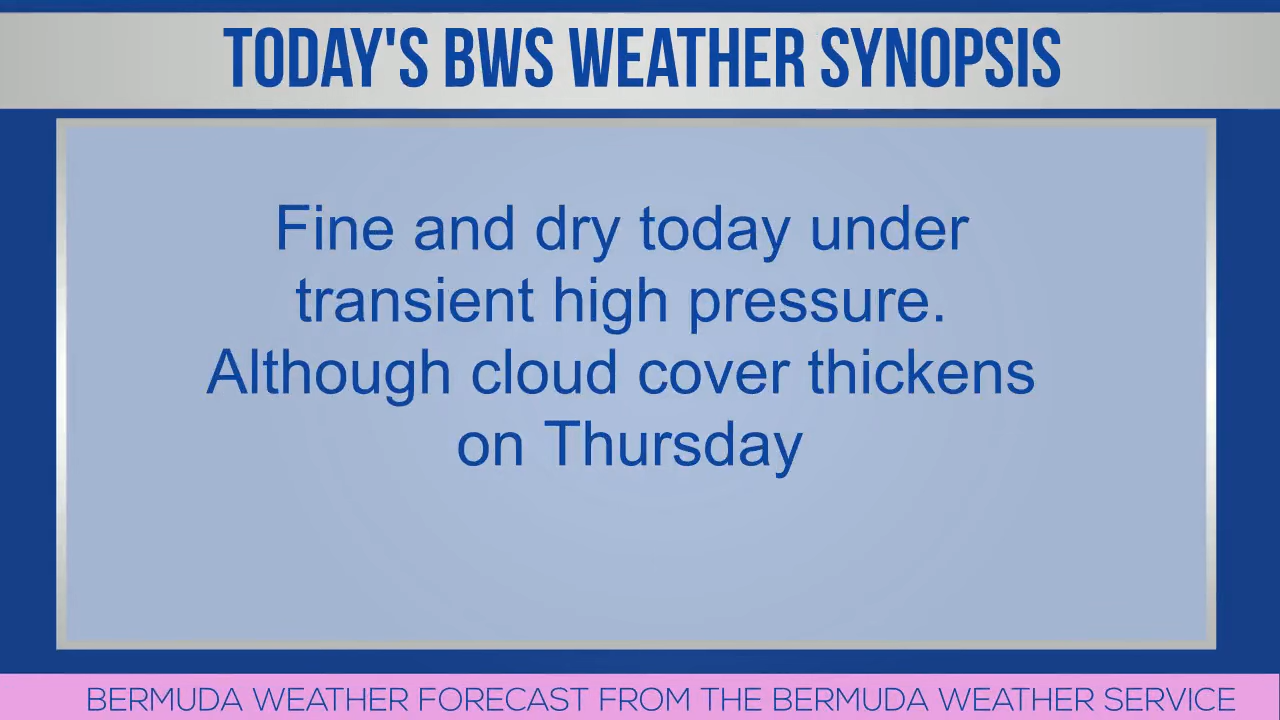 TODAY'S BWS WEATHER SYNOPSIS
Fine and dry today under
transient high pressure.
Although cloud cover thickens
on Thursday
BERMUDA WEATHER FORECAST FROM THE BERMUDA WEATHER SERVICE